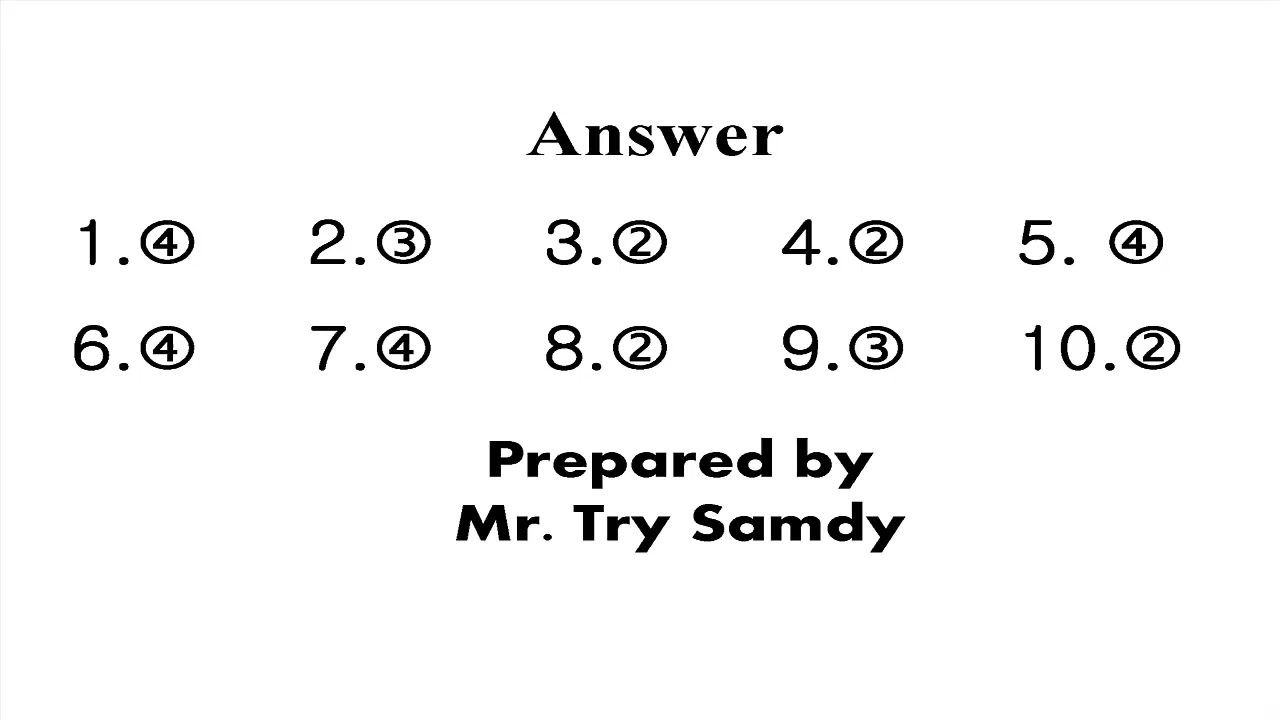 Answer
1.④ 2.③ 3.② 4.② 5. ④
6.④ 7.④ 8.② 9.③ 10.②
Prepared by
Mr. Try Samdy